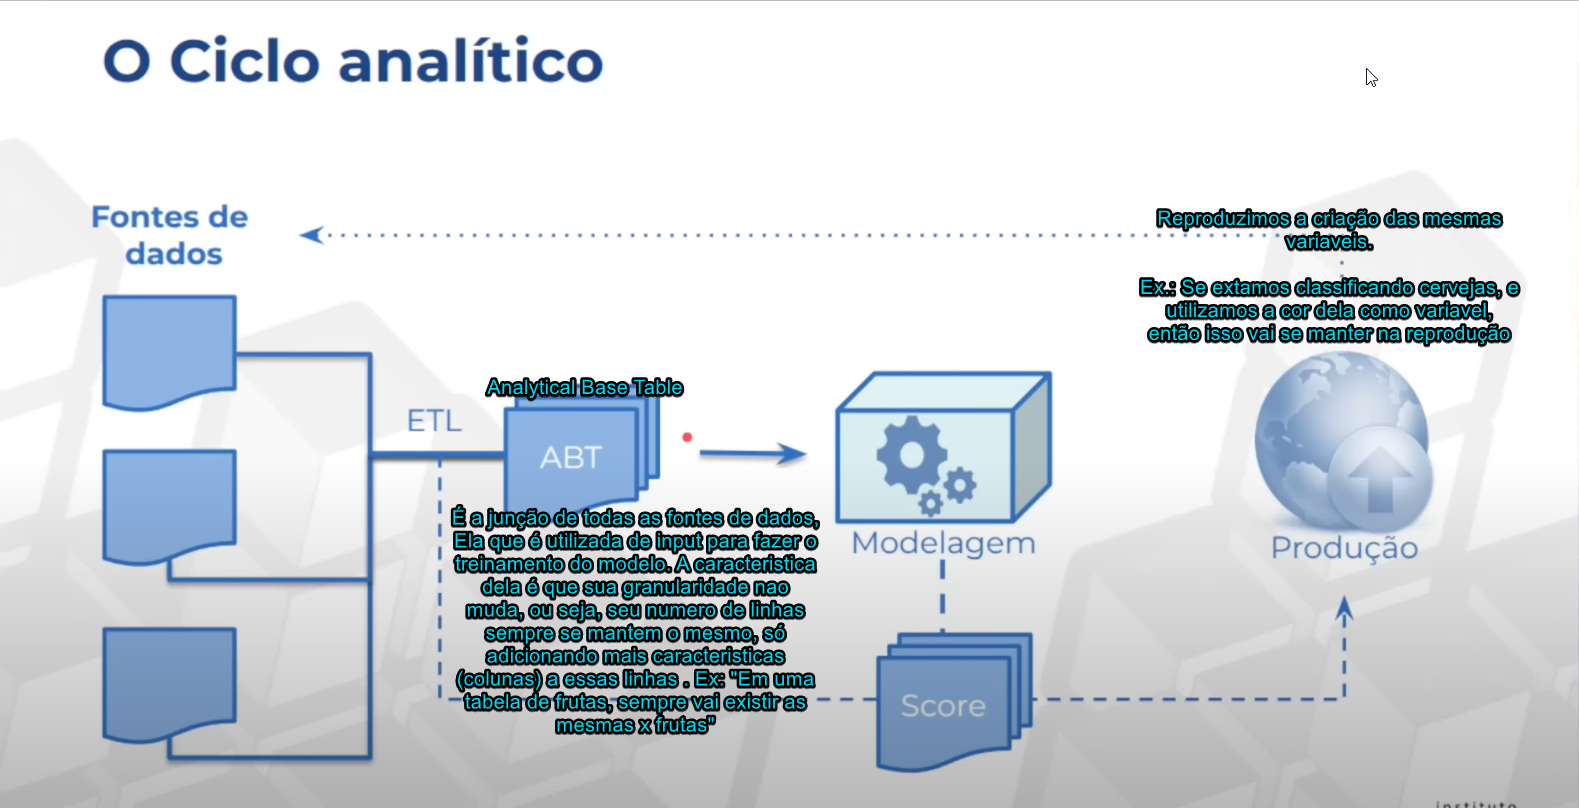 O Ciclo analítico
Fontes de
dados
Reproduzimos a criação das mesmas
variaveis.
Ex.: Se extamos classificando cervejas, e
utilizamos a cor dela como variavel,
então isso vai se manter na reprodução
Analytical Base Table
ETL
ABT
É a junção de todas as fontes de dados,
Ela que é utilizada de input para fazer o
treinamento do modelo. A caracteristica
dela é que sua granularidade nao
muda, ou seja, seu numero de linhas
sempre se mantem o mesmo, só
adicionando mais caracteristicas
(colunas) a essas linhas . Ex: "Em uma
tabela de frutas, sempre vai existir as
mesmas x frutas"
Modelagem
Produção
Score
instituto